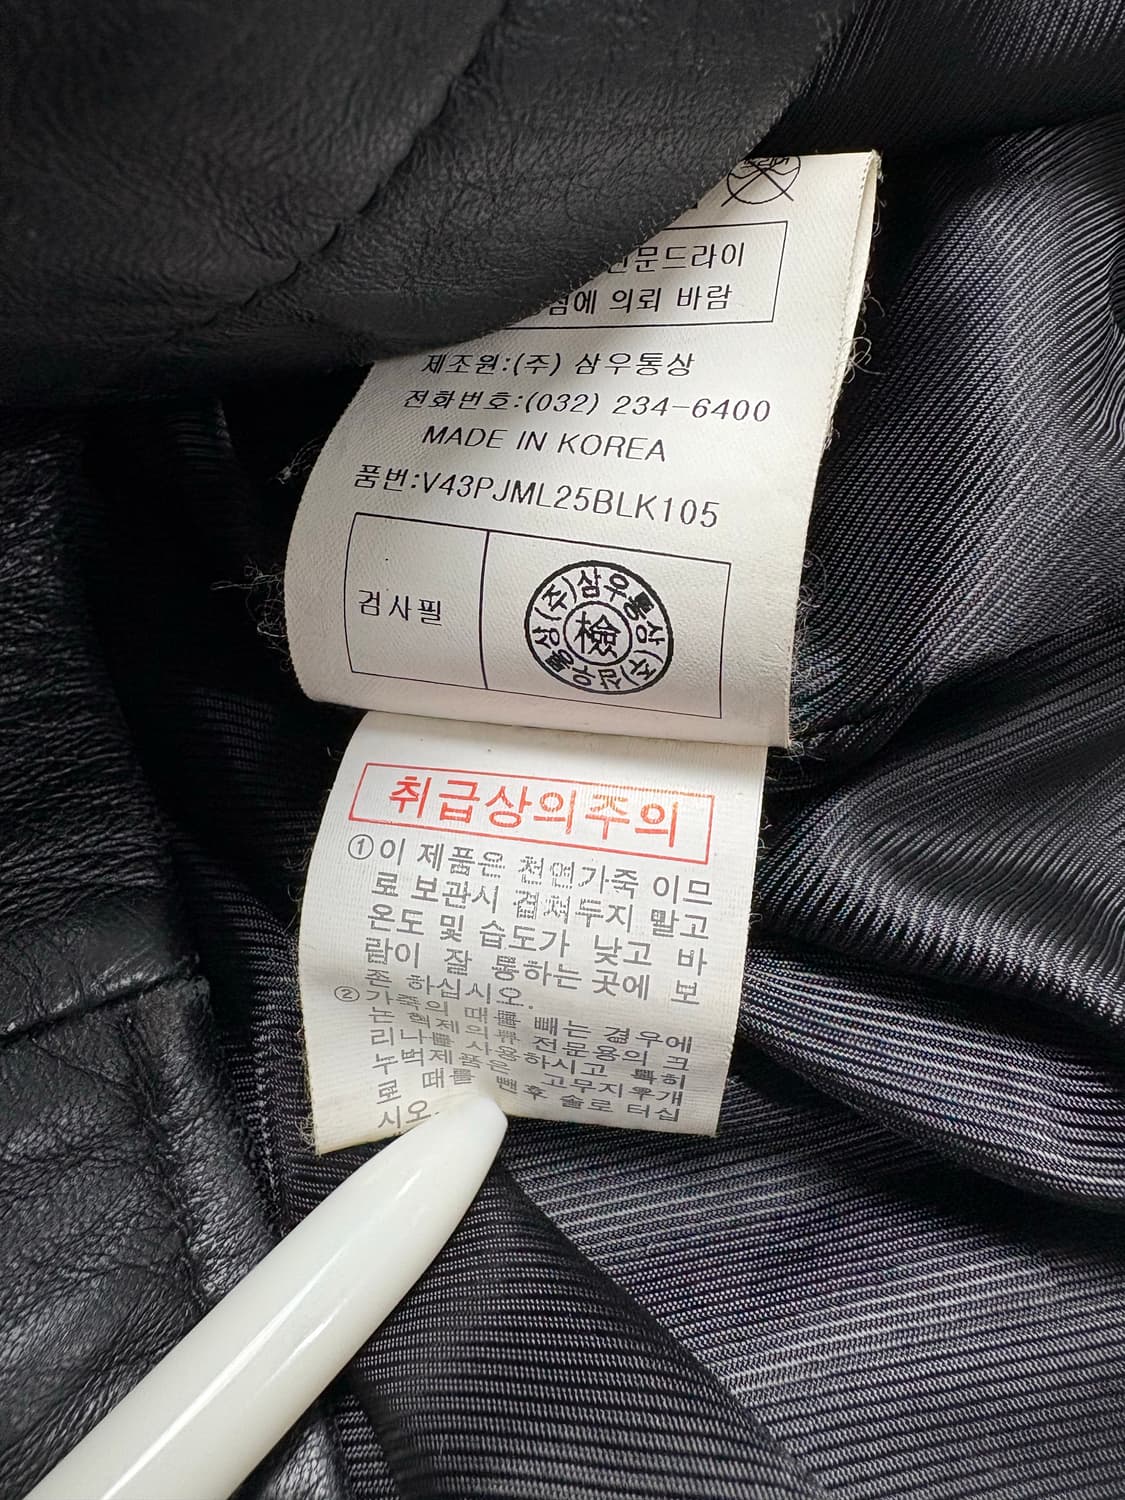 문드라이
점에 의뢰 바람
제조원:(주) 삼우통상
전화번호:(032) 234-6400
MADE IN KOREA
품번:V43PJML25BLK105
검사필
(주)삼우통상 (주)삼우통상
檢
취급상의주의
①이 제품은 천연가죽 이므
로 보관시 겹쳐두지 말고
온도 및 습도가 낮고 바
람이 잘 통하는 곳에 보
존 하십시오.
②가죽의 때를 빼는 경우에
는 혁제의류 전문용의 크
리나를 사용하시고 특히
누벅제품은 고무지우개
로 때를 뺀후 솔로 터십
시오.